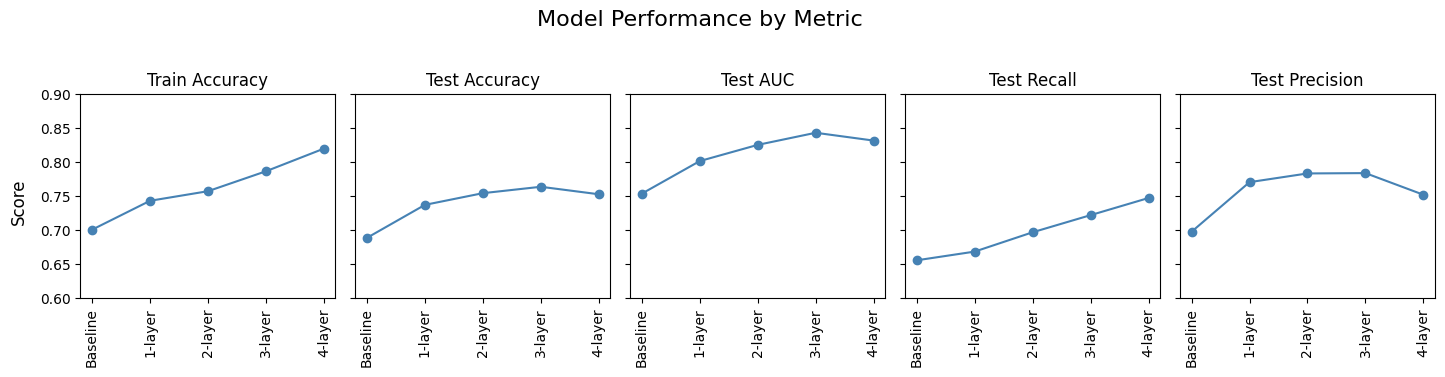 Model Performance by Metric
Train Accuracy
Test Accuracy
Test AUC
Test Recall
Test Precision
Score
0.90
0.85
0.80
0.75
0.70
0.65
0.60
Baseline
1-layer
2-layer
3-layer
4-layer
Baseline
1-layer
2-layer
3-layer
4-layer
Baseline
1-layer
2-layer
3-layer
4-layer
Baseline
1-layer
2-layer
3-layer
4-layer
Baseline
1-layer
2-layer
3-layer
4-layer